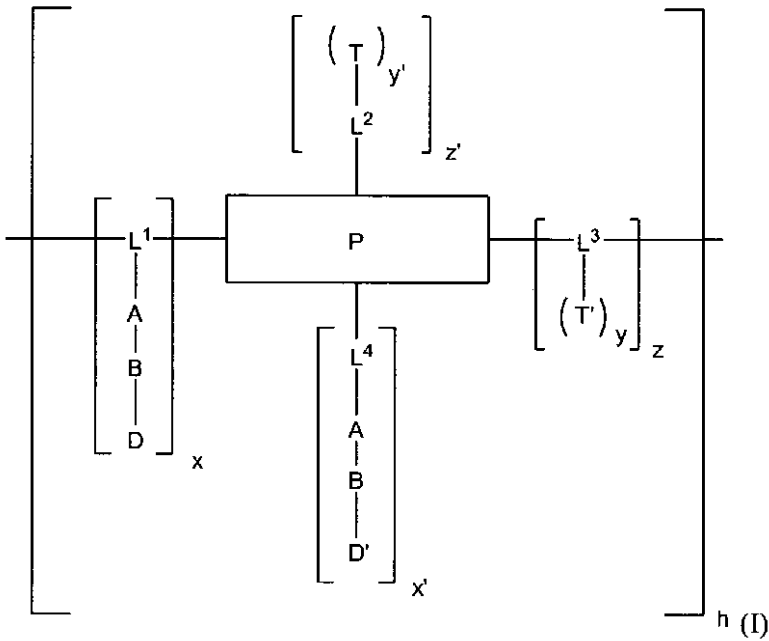 ( T ) y'
L²
z'
L¹ P L³
A ( T' ) y z
B L⁴
D x A
B
D'
x'
h (I)